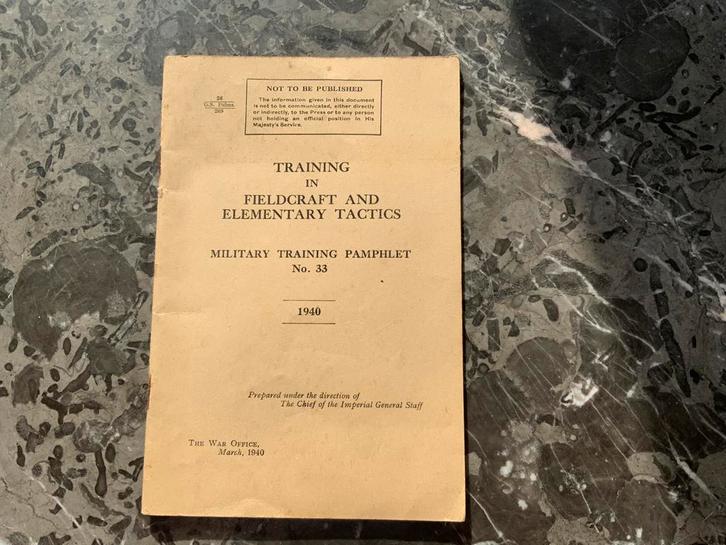 NOT TO BE PUBLISHED
The information given in this document
is not to be communicated, either directly
or indirectly, to the Press or to any person
not holding an official position in His
Majesty's Service.
26
G.S. Publns.
TRAINING
IN
FIELDCRAFT AND
ELEMENTARY TACTICS
MILITARY TRAINING PAMPHLET
No. 33
1940
Prepared under the direction of
The Chief of the Imperial General Staff
THE WAR OFFICE,
March, 1940